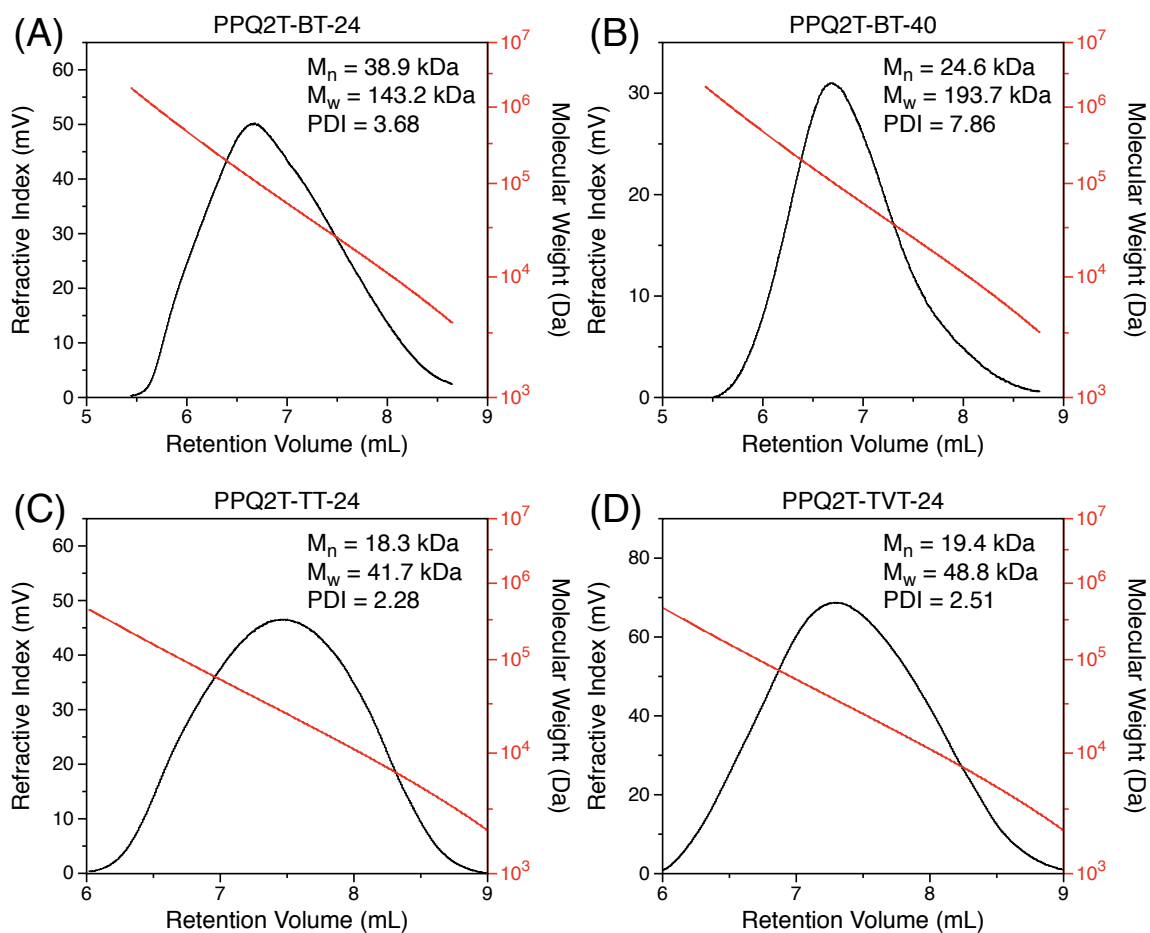 (A)
PPQ2T-BT-24
Mn = 38.9 kDa
Mw = 143.2 kDa
PDI = 3.68
Refractive Index (mV)
60
50
40
30
20
10
0
5 6 7 8 9
Retention Volume (mL)
10^7
10^6
10^5
10^4
10^3
Molecular Weight (Da)
(B)
PPQ2T-BT-40
Mn = 24.6 kDa
Mw = 193.7 kDa
PDI = 7.86
Refractive Index (mV)
30
20
10
0
5 6 7 8 9
Retention Volume (mL)
10^7
10^6
10^5
10^4
10^3
Molecular Weight (Da)
(C)
PPQ2T-TT-24
Mn = 18.3 kDa
Mw = 41.7 kDa
PDI = 2.28
Refractive Index (mV)
60
50
40
30
20
10
0
6 7 8 9
Retention Volume (mL)
10^7
10^6
10^5
10^4
10^3
Molecular Weight (Da)
(D)
PPQ2T-TVT-24
Mn = 19.4 kDa
Mw = 48.8 kDa
PDI = 2.51
Refractive Index (mV)
80
60
40
20
0
6 7 8 9
Retention Volume (mL)
10^7
10^6
10^5
10^4
10^3
Molecular Weight (Da)